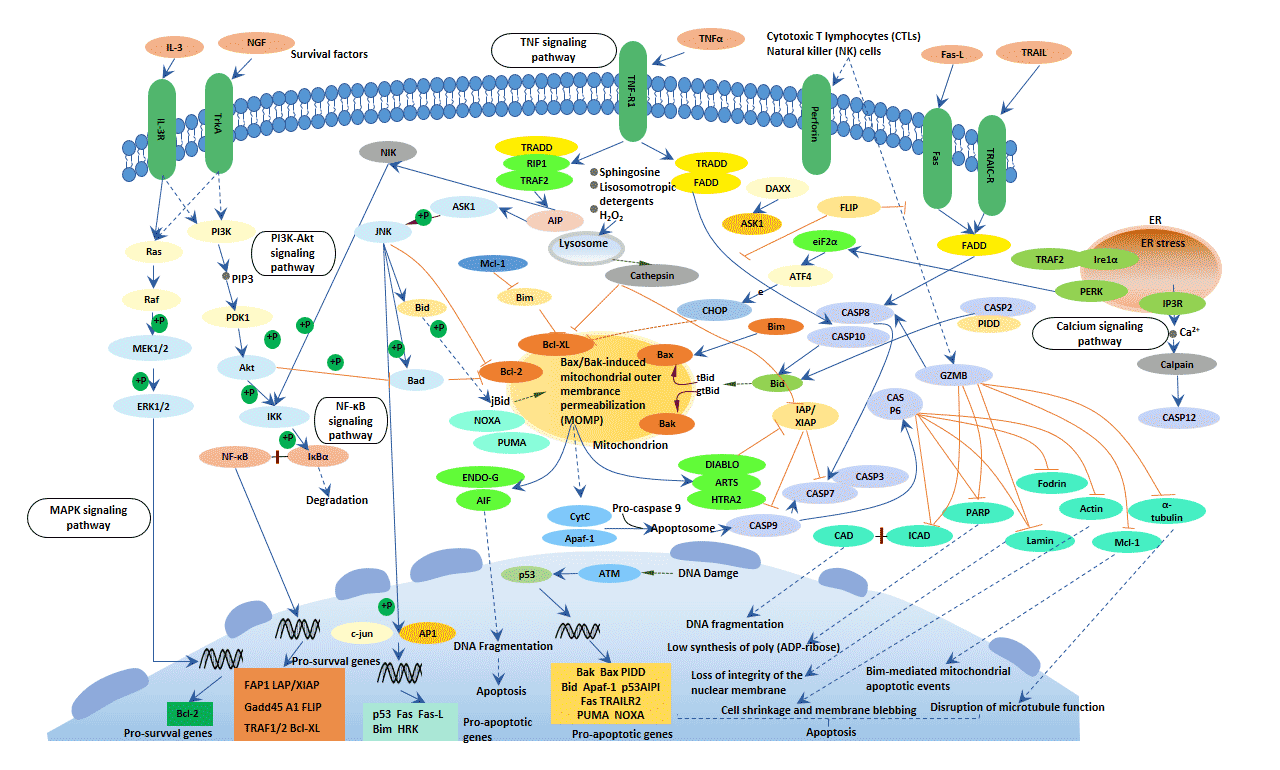 IL-3
NGF
Survival factors
TNF signaling
pathway
TNFα
Cytotoxic T lymphocytes (CTLs)
Natural killer (NK) cells
Fas-L
TRAIL
IL-3R
TrkA
TNF-R1
Perforin
Fas
TRAIC-R
NIK
TRADD
RIP1
TRAF2
Sphingosine
Lisosomotropic
detergents
H₂O₂
TRADD
FADD
DAXX
ASK1
FLIP
ASK1
+P
JNK
AIP
Lysosome
Cathepsin
eiF2α
ATF4
e
CHOP
FADD
ER
ER stress
TRAF2
Ire1α
PERK
IP3R
Ras
PI3K
PI3K-Akt
signaling
pathway
PIP3
Raf
PDK1
+P
+P
+P
MEK1/2
Akt
+P
+P
+P
ERK1/2
IKK
NF-κB
signaling
pathway
+P
NF-κB
IκBα
Degradation
MAPK signaling
pathway
Mcl-1
Bim
Bid
+P
+P
Bad
Bcl-XL
Bcl-2
jBid
NOXA
PUMA
Bax/Bak-induced
mitochondrial outer
membrane
permeabilization
(MOMP)
Mitochondrion
Bax
Bak
Bim
tBid
gtBid
Bid
CASP8
CASP10
CASP2
PIDD
Calcium signaling
pathway
Ca²⁺
Calpain
CASP12
GZMB
CAS
P6
IAP/
XIAP
DIABLO
ARTS
HTRA2
CASP3
CASP7
ENDO-G
AIF
CytC
Apaf-1
Pro-caspase 9
Apoptosome
CASP9
CAD
ICAD
PARP
Fodrin
Actin
α-
tubulin
Lamin
Mcl-1
p53
ATM
DNA Damge
+P
c-jun
AP1
DNA Fragmentation
Apoptosis
Pro-survval genes
FAP1 LAP/XIAP
Gadd45 A1 FLIP
TRAF1/2 Bcl-XL
Bcl-2
Pro-survval genes
p53 Fas Fas-L
Bim HRK
Pro-apoptotic
genes
Bak Bax PIDD
Bid Apaf-1 p53AIPI
Fas TRAILR2
PUMA NOXA
Pro-apoptotic genes
DNA fragmentation
Low synthesis of poly (ADP-ribose)
Loss of integrity of the
nuclear membrane
Cell shrinkage and membrane blebbing
Apoptosis
Bim-mediated mitochondrial
apoptotic events
Disruption of microtubule function